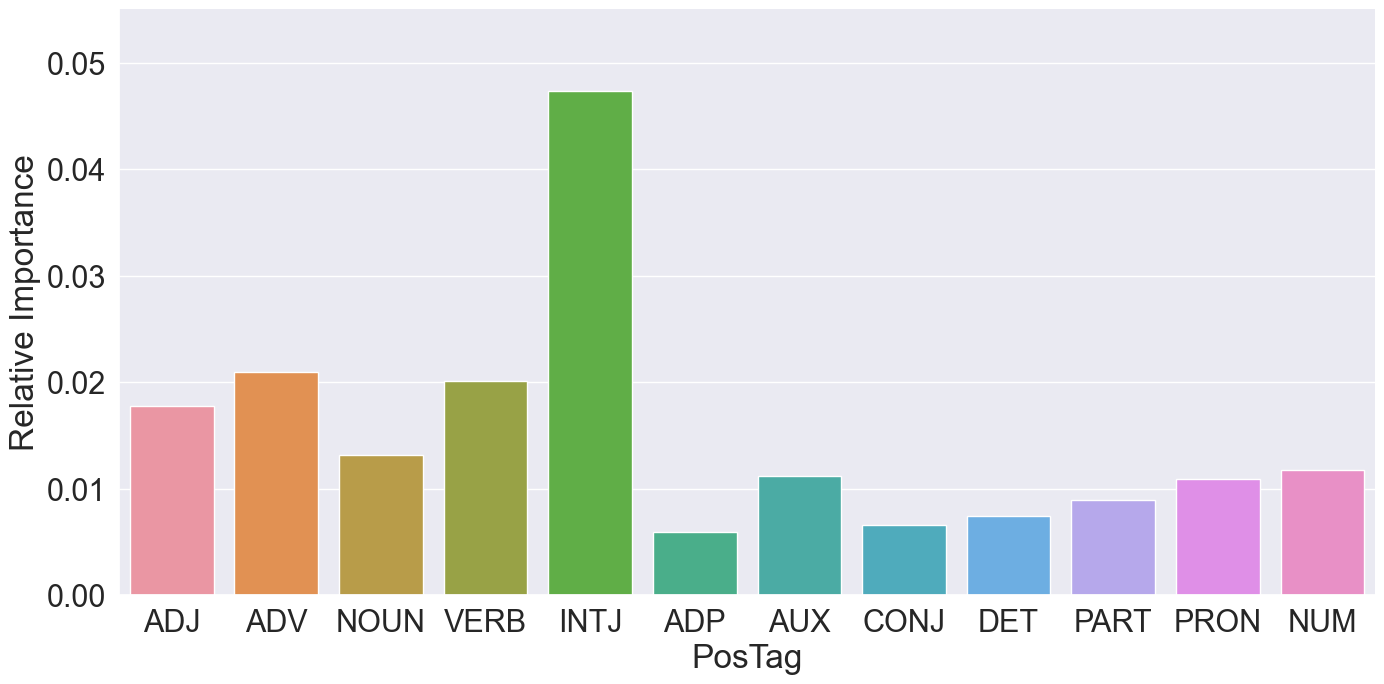 Relative Importance
0.05
0.04
0.03
0.02
0.01
0.00
ADJ ADV NOUN VERB INTJ ADP AUX CONJ DET PART PRON NUM
PosTag